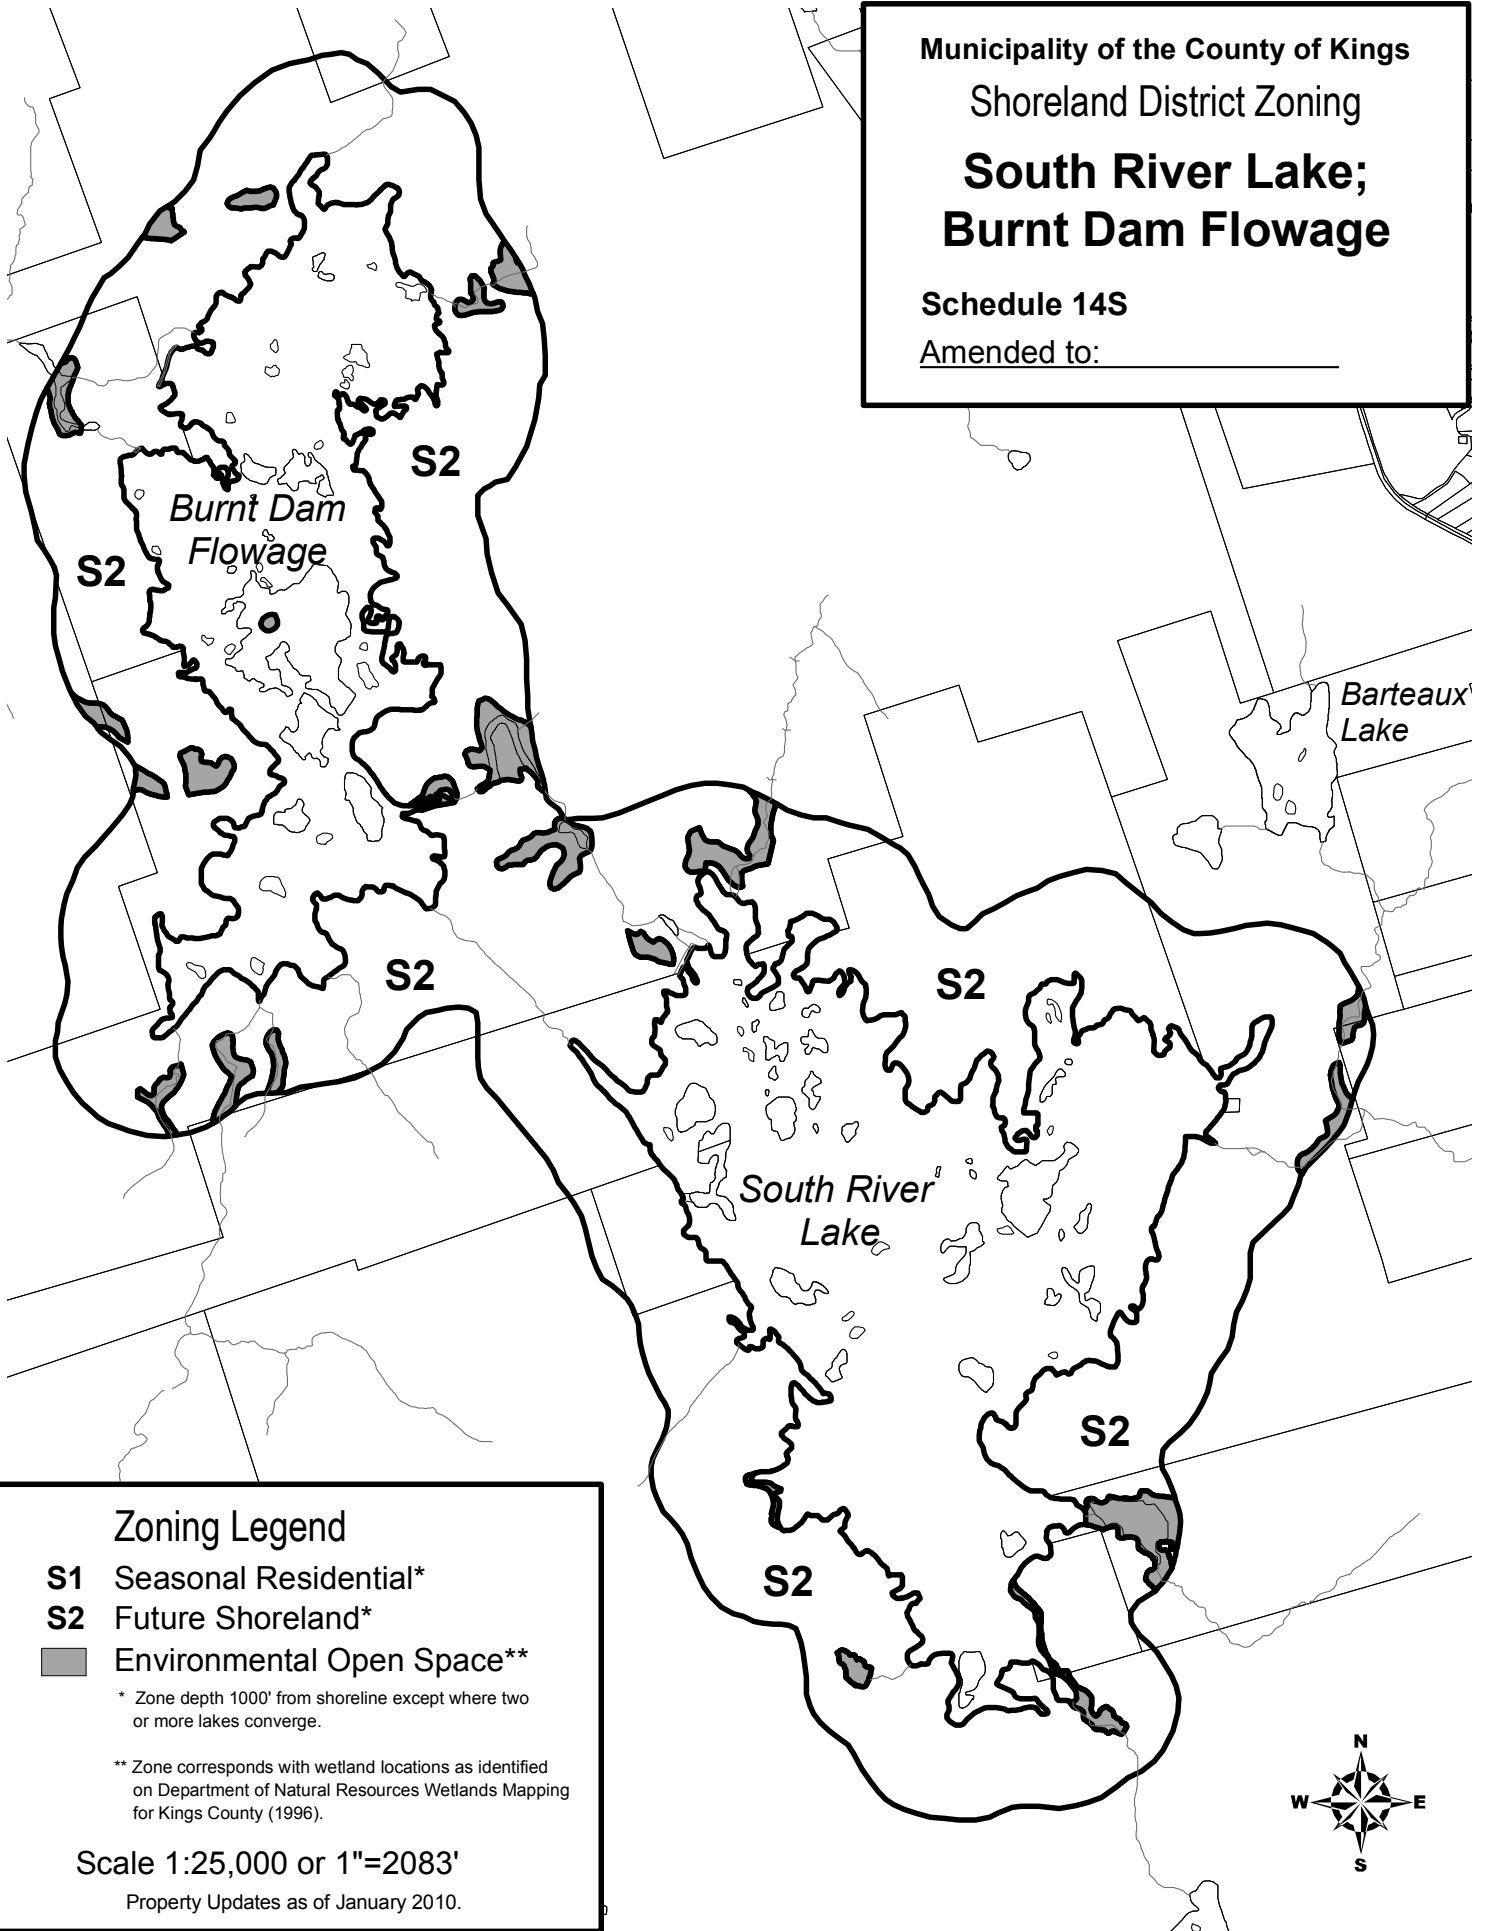 Municipality of the County of Kings
Shoreland District Zoning
South River Lake;
Burnt Dam Flowage
Schedule 14S
Amended to:
S2
Burnt Dam
Flowage
S2
Barteaux
Lake
S2
S2
South River
Lake
S2
S2
Zoning Legend
S1 Seasonal Residential*
S2 Future Shoreland*
Environmental Open Space**
* Zone depth 1000' from shoreline except where two
or more lakes converge.
** Zone corresponds with wetland locations as identified
on Department of Natural Resources Wetlands Mapping
for Kings County (1996).
Scale 1:25,000 or 1"=2083'
Property Updates as of January 2010.
N
W E
S